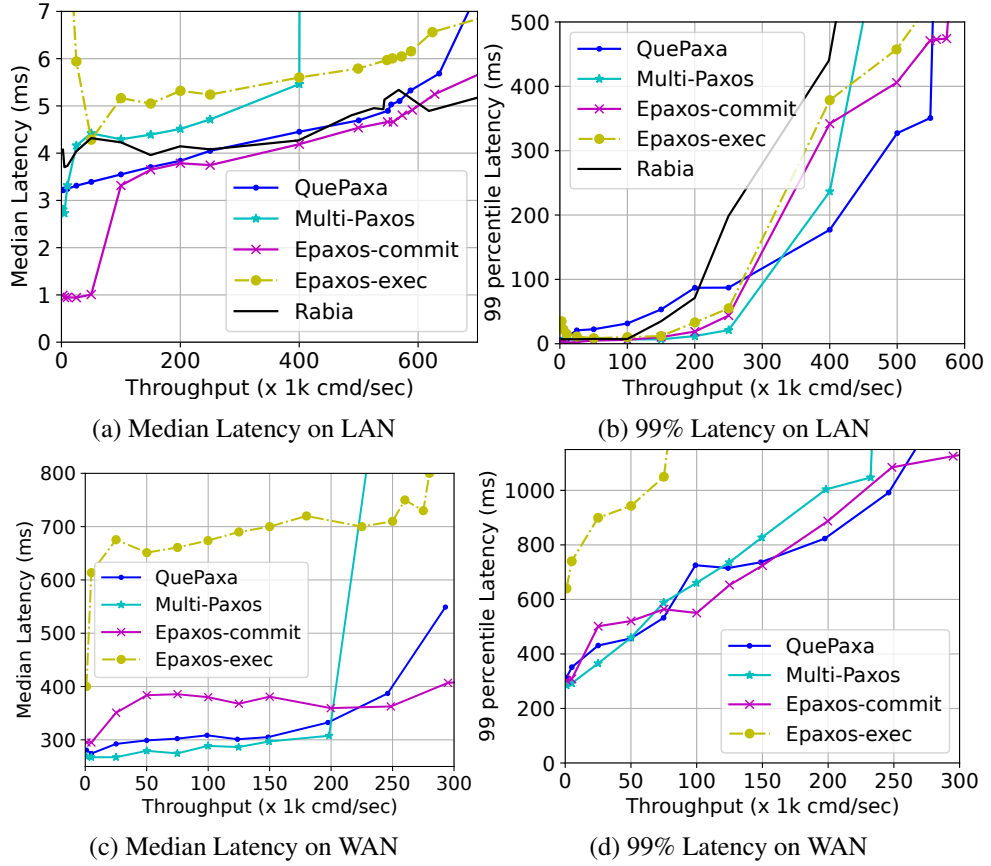 7
6
5
4
3
2
1
0
Median Latency (ms)
QuePaxa
Multi-Paxos
Epaxos-commit
Epaxos-exec
Rabia
0 200 400 600
Throughput (x 1k cmd/sec)
(a) Median Latency on LAN
500
400
300
200
100
0
99 percentile Latency (ms)
QuePaxa
Multi-Paxos
Epaxos-commit
Epaxos-exec
Rabia
0 100 200 300 400 500 600
Throughput (x 1k cmd/sec)
(b) 99% Latency on LAN
800
700
600
500
400
300
Median Latency (ms)
QuePaxa
Multi-Paxos
Epaxos-commit
Epaxos-exec
0 50 100 150 200 250 300
Throughput (x 1k cmd/sec)
(c) Median Latency on WAN
1000
800
600
400
200
0
99 percentile Latency (ms)
QuePaxa
Multi-Paxos
Epaxos-commit
Epaxos-exec
0 50 100 150 200 250 300
Throughput (x 1k cmd/sec)
(d) 99% Latency on WAN